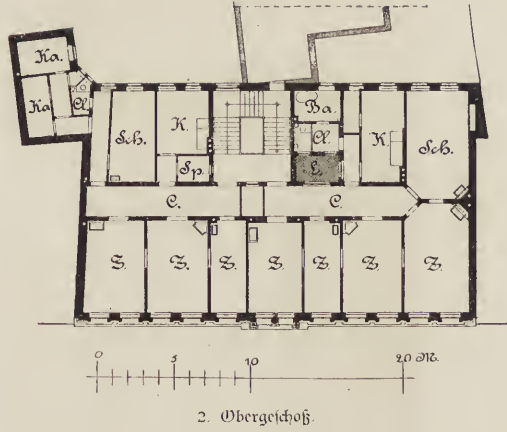 Ka.
Ka
Cl.
Sch.
K.
Sp.
Ba.
Cl.
L.
K.
Sch.
C.
C.
S.
Z.
Z.
S.
Z.
Z.
Z.
0 5 10 20 M.
2. Obergeschoß.